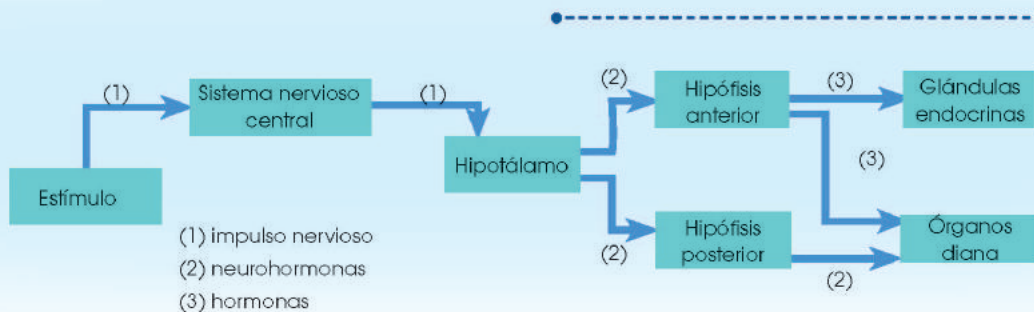 (1)
Sistema nervioso
central
(1)
Estímulo
Hipotálamo
(2)
Hipófisis
anterior
(3)
Glándulas
endocrinas
(3)
(2)
Hipófisis
posterior
(2)
Órganos
diana
(1) impulso nervioso
(2) neurohormonas
(3) hormonas